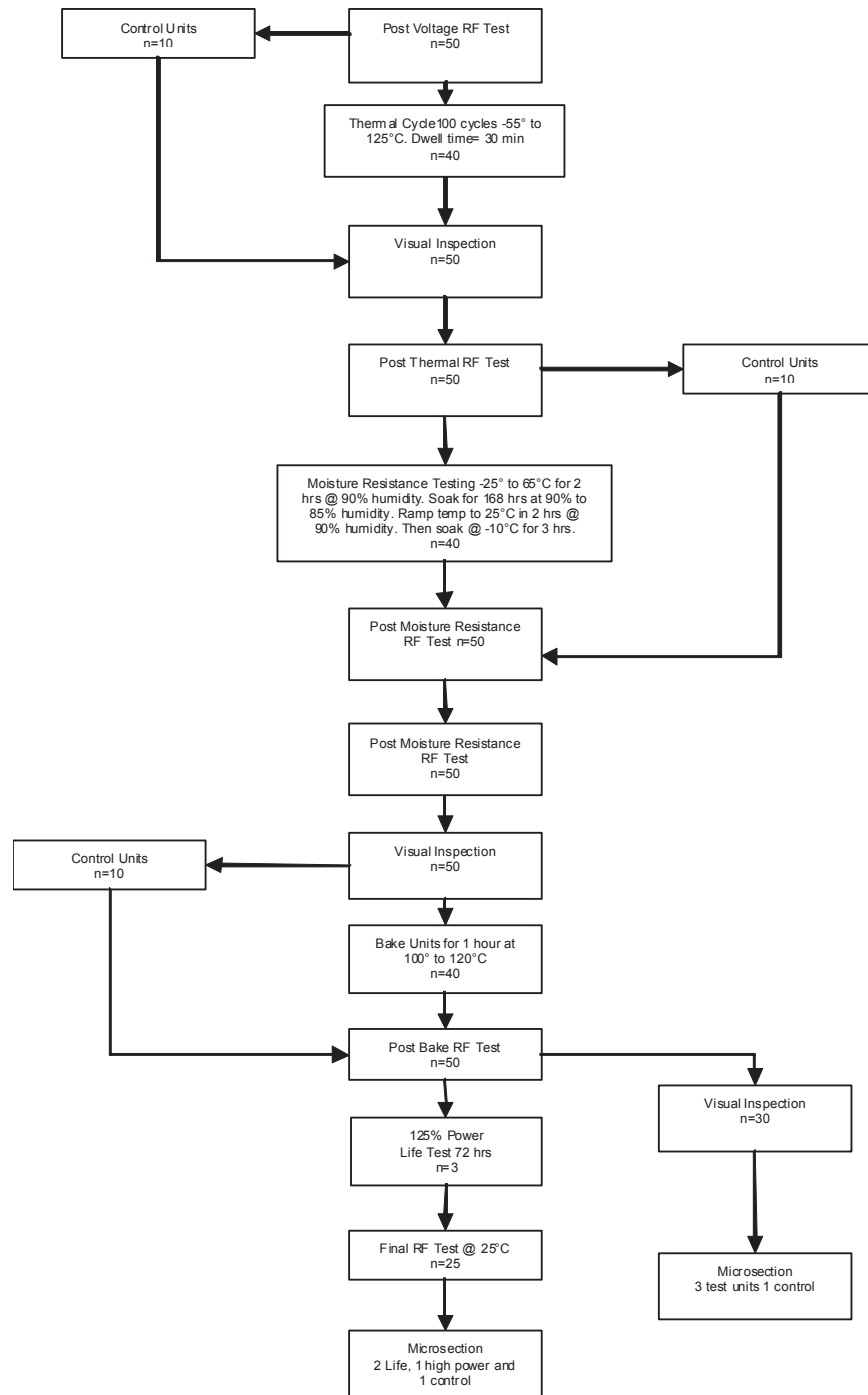 Control Units
n=10
Post Voltage RF Test
n=50
Thermal Cycle100 cycles -55° to
125°C. Dwell time= 30 min
n=40
Visual Inspection
n=50
Post Thermal RF Test
n=50
Control Units
n=10
Moisture Resistance Testing -25° to 65°C for 2
hrs @ 90% humidity. Soak for 168 hrs at 90% to
85% humidity. Ramp temp to 25°C in 2 hrs @
90% humidity. Then soak @ -10°C for 3 hrs.
n=40
Post Moisture Resistance
RF Test n=50
Post Moisture Resistance
RF Test
n=50
Control Units
n=10
Visual Inspection
n=50
Bake Units for 1 hour at
100° to 120°C
n=40
Post Bake RF Test
n=50
Visual Inspection
n=30
125% Power
Life Test 72 hrs
n=3
Final RF Test @ 25°C
n=25
Microsection
3 test units 1 control
Microsection
2 Life, 1 high power and
1 control